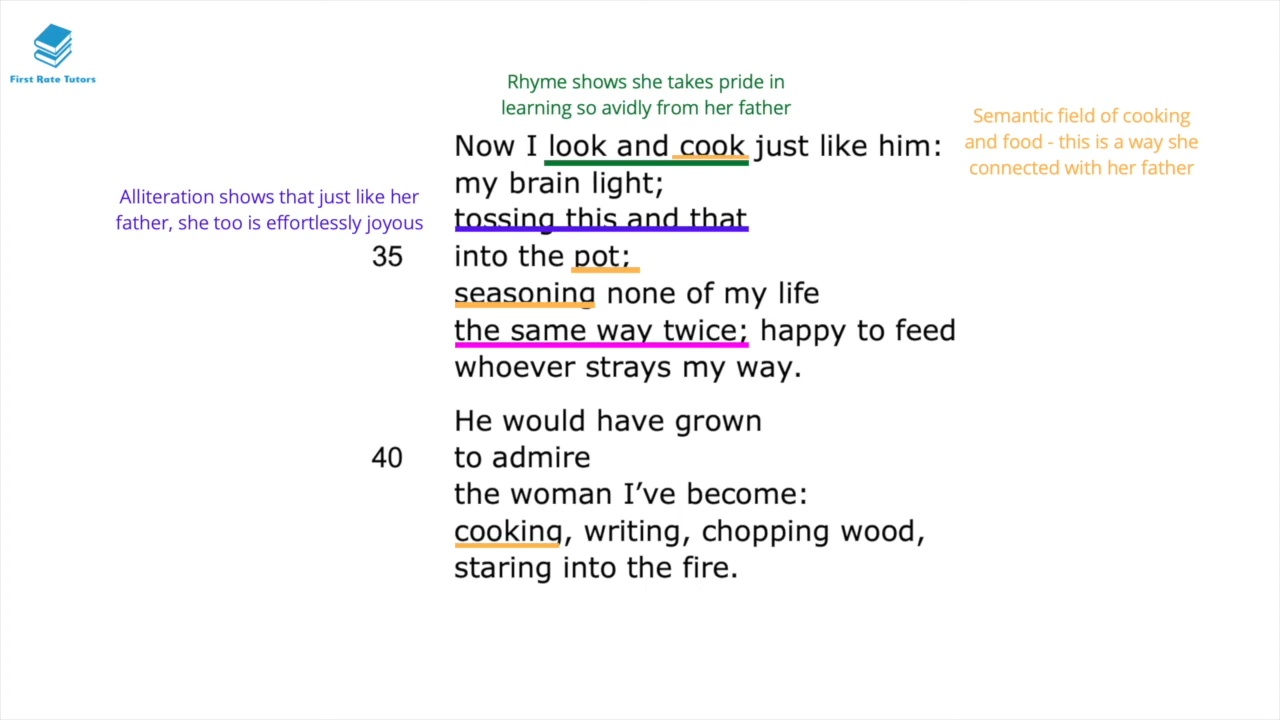 First Rate Tutors
Rhyme shows she takes pride in
learning so avidly from her father
Semantic field of cooking
and food - this is a way she
connected with her father
Alliteration shows that just like her
father, she too is effortlessly joyous
Now I look and cook just like him:
my brain light;
tossing this and that
35 into the pot;
seasoning none of my life
the same way twice; happy to feed
whoever strays my way.
He would have grown
40 to admire
the woman I’ve become:
cooking, writing, chopping wood,
staring into the fire.